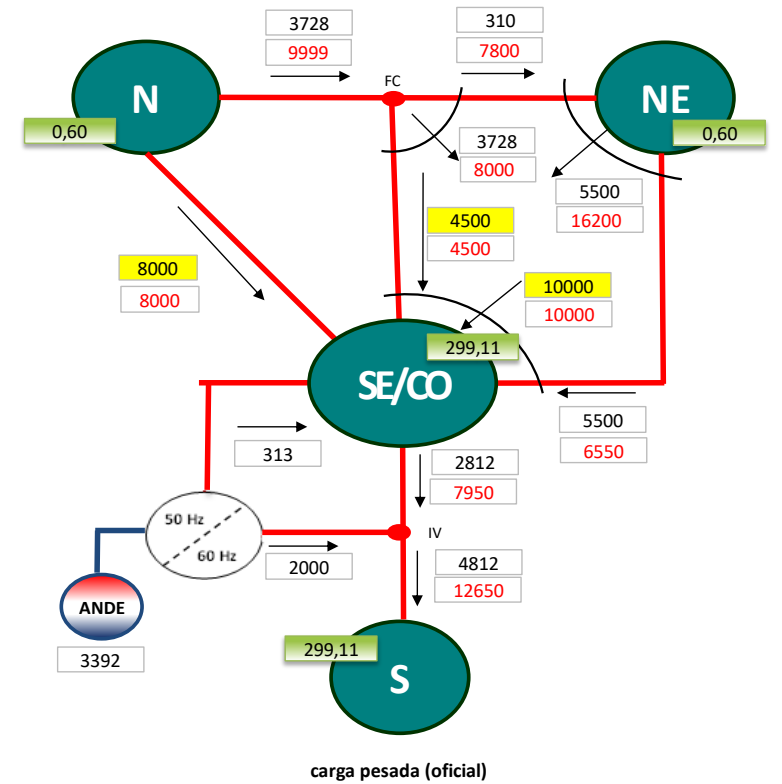 3728
9999
310
7800
FC
N
NE
0,60
0,60
3728
8000
5500
16200
4500
4500
8000
8000
10000
10000
299,11
SE/CO
5500
6550
313
2812
7950
50 Hz
60 Hz
IV
2000
4812
12650
ANDE
3392
299,11
S
carga pesada (oficial)